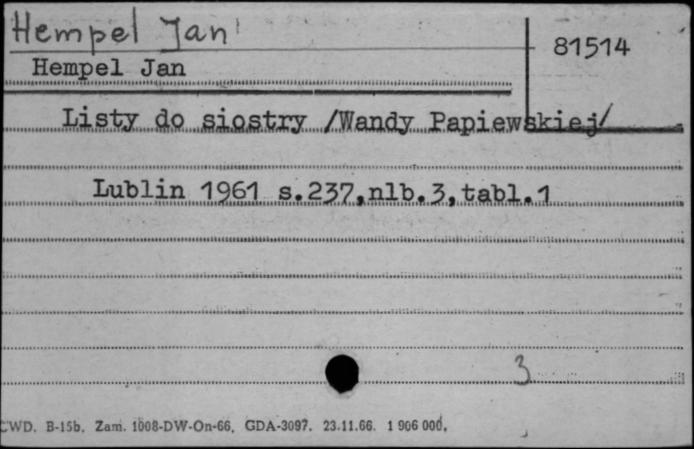 Hempel Jan
81514
Hempel Jan
Listy do siostry /Wandy Papiewskiej/
Lublin 1961 s.237,nlb.3,tabl.1
3
CWD. B-15b. Zam. 1008-DW-On-66. GDA-3097. 23.11.66. 1 906 000.